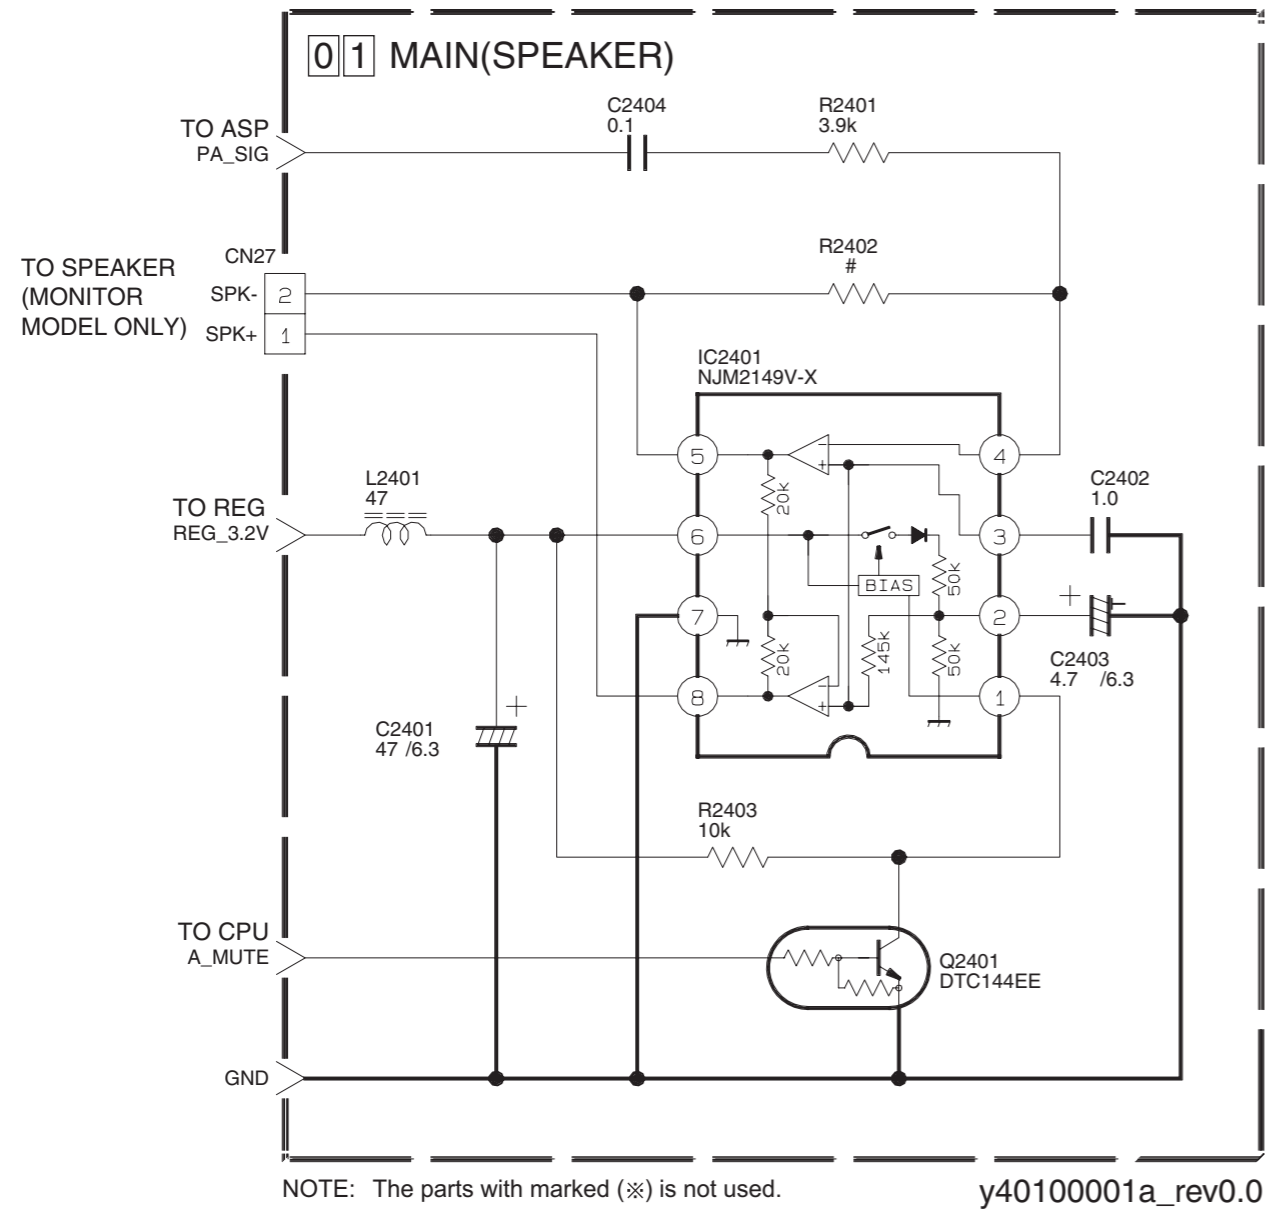 01 MAIN(SPEAKER)
C2404
0.1
R2401
3.9k
TO ASP
PA_SIG
R2402
#
CN27
TO SPEAKER
(MONITOR
MODEL ONLY)
SPK- 2
SPK+ 1
IC2401
NJM2149V-X
5
4
20k
L2401
47
C2402
1.0
TO REG
REG_3.2V
6
3
BIAS
50k
7
2
20k
145k
50k
C2403
4.7 /6.3
8
1
C2401
47 /6.3
R2403
10k
TO CPU
A_MUTE
Q2401
DTC144EE
GND
NOTE: The parts with marked (※) is not used.
y40100001a_rev0.0